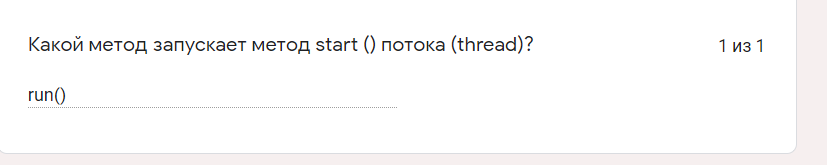 Какой метод запускает метод start () потока (thread)?
1 из 1
run()